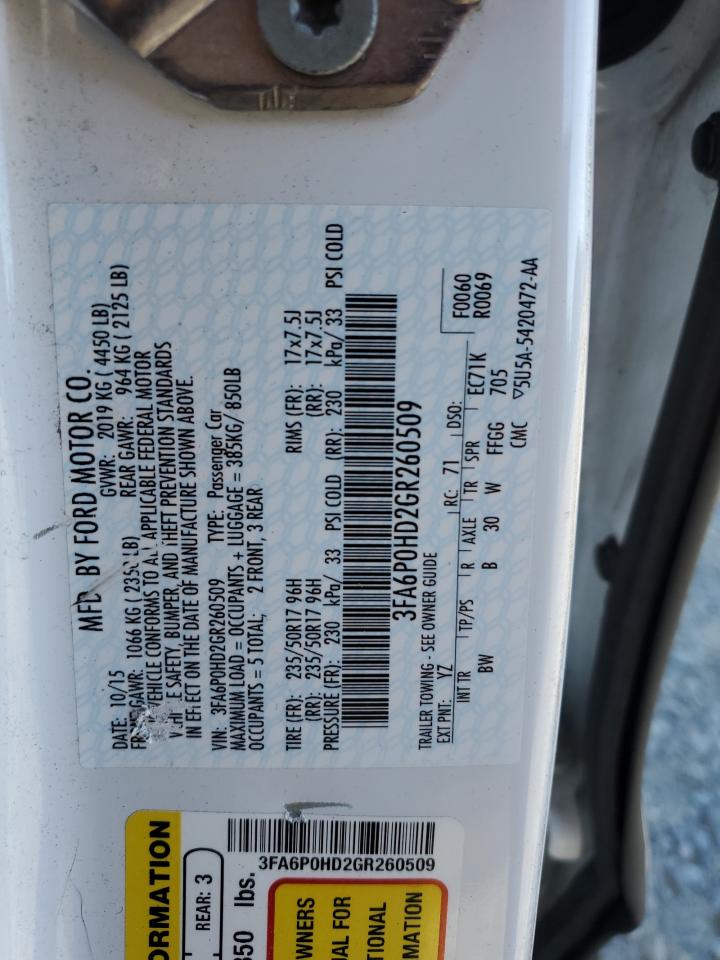 MFD. BY FORD MOTOR CO.
DATE: 10/15 GVWR: 2019 KG ( 4450 LB)
GAWR: 1066 KG ( LB) REAR GAWR: 964 KG ( 2125 LB)
VEHICLE CONFORMS TO APPLICABLE FEDERAL MOTOR
SAFETY, BUMPER, AND THEFT PREVENTION STANDARDS
IN EFFECT ON THE DATE OF MANUFACTURE SHOWN ABOVE.
VIN: 3FA6P0HD2GR260509 TYPE: Passenger Car
MAXIMUM LOAD = OCCUPANTS + LUGGAGE = 385KG/ 850LB
OCCUPANTS = 5 TOTAL; 2 FRONT, 3 REAR
TIRE (FR): 235/50R17 96H RIMS (FR): 17x7.5J
(RR): 235/50R17 96H (RR): 17x7.5J
PRESSURE (FR): 230 kPa/ 33 PSI COLD (RR): 230 kPa/ 33 PSI COLD
3FA6P0HD2GR260509
TRAILER TOWING - SEE OWNER GUIDE
EXT PNT: YZ RC: 71 DSO: F0060
R0069
INT TR TP/PS R AXLE TR SPR EC71K
BW B 30 W FFGG 705
CMC ▽5U5A-5420472-AA
ORMATION
REAR: 3
350 lbs.
3FA6P0HD2GR260509
OWNERS
UAL FOR
TIONAL
MATION